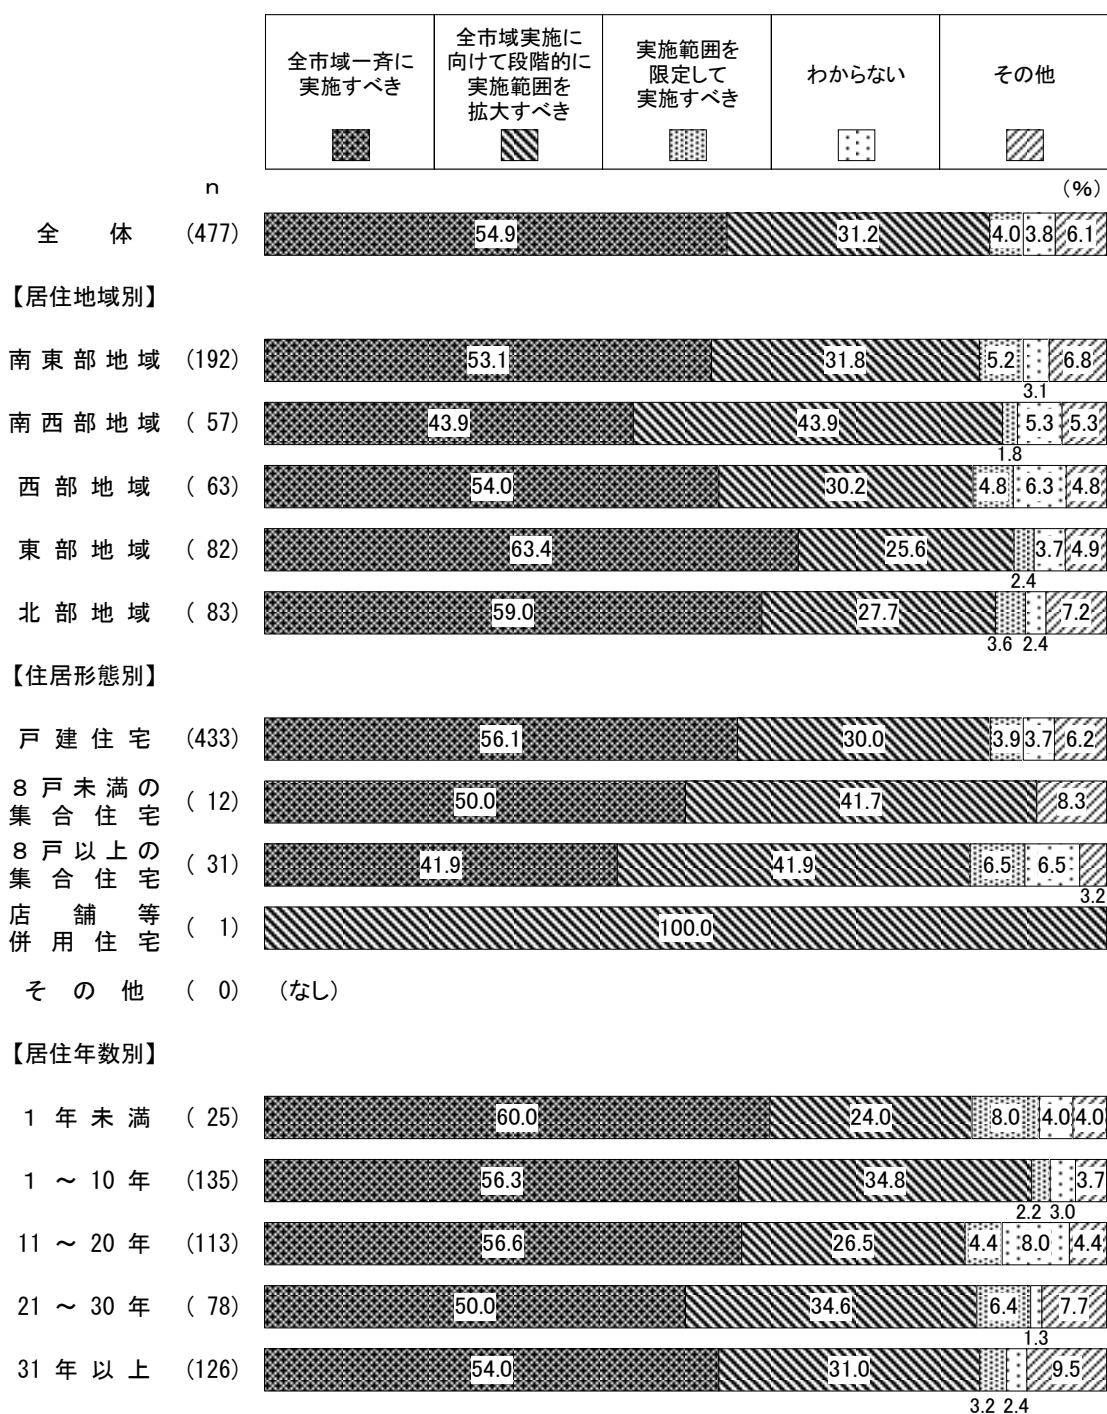 全市域一斉に
実施すべき
全市域実施に
向けて段階的に
実施範囲を
拡大すべき
実施範囲を
限定して
実施すべき
わからない
その他
n
(%)
全体 (477) 54.9 31.2 4.0 3.8 6.1
【居住地域別】
南東部地域 (192) 53.1 31.8 5.2 6.8
3.1
南西部地域 ( 57) 43.9 43.9 5.3 5.3
1.8
西部地域 ( 63) 54.0 30.2 4.8 6.3 4.8
東部地域 ( 82) 63.4 25.6 3.7 4.9
2.4
北部地域 ( 83) 59.0 27.7 7.2
3.6 2.4
【住居形態別】
戸建住宅 (433) 56.1 30.0 3.9 3.7 6.2
8戸未満の
集合住宅 ( 12) 50.0 41.7 8.3
8戸以上の
集合住宅 ( 31) 41.9 41.9 6.5 6.5
3.2
店舗等
併用住宅 ( 1) 100.0
その他 ( 0) (なし)
【居住年数別】
1年未満 ( 25) 60.0 24.0 8.0 4.0 4.0
1～10年 (135) 56.3 34.8 3.7
2.2 3.0
11～20年 (113) 56.6 26.5 4.4 8.0 4.4
21～30年 ( 78) 50.0 34.6 6.4 7.7
1.3
31年以上 (126) 54.0 31.0 9.5
3.2 2.4